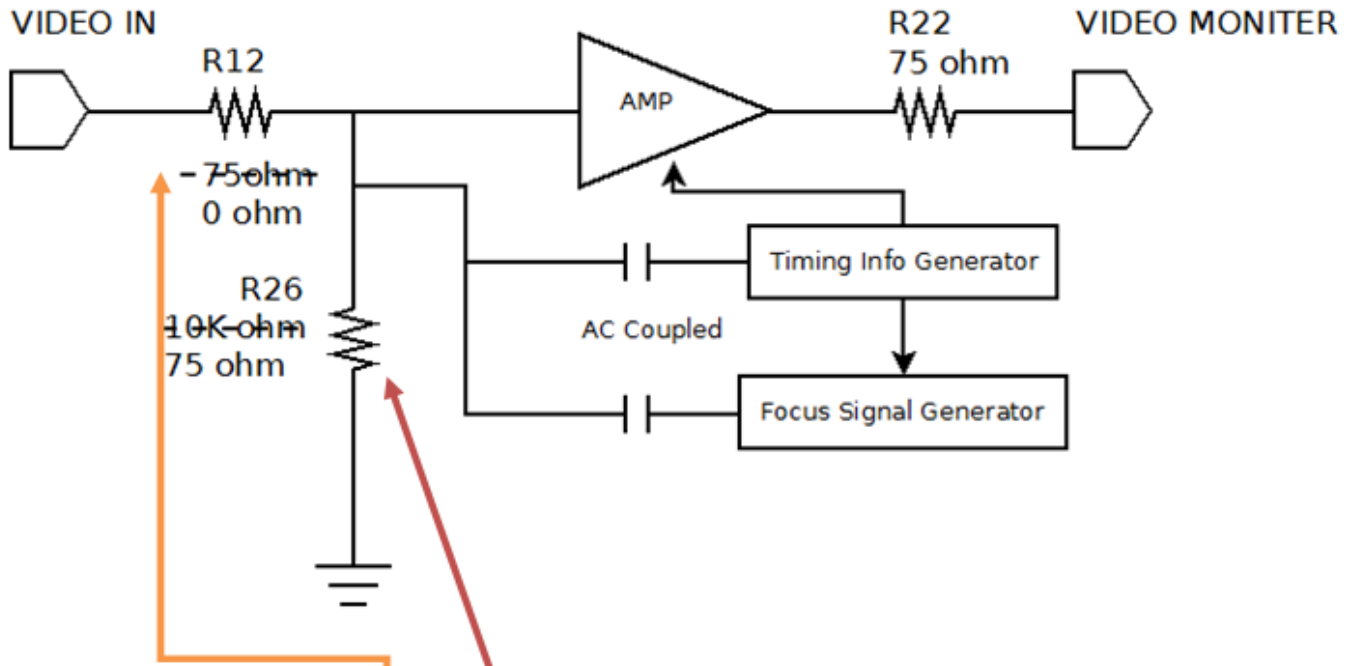 VIDEO IN
R12
75ohm
0 ohm
R26
10K ohm
75 ohm
AMP
R22
75 ohm
VIDEO MONITER
Timing Info Generator
AC Coupled
Focus Signal Generator